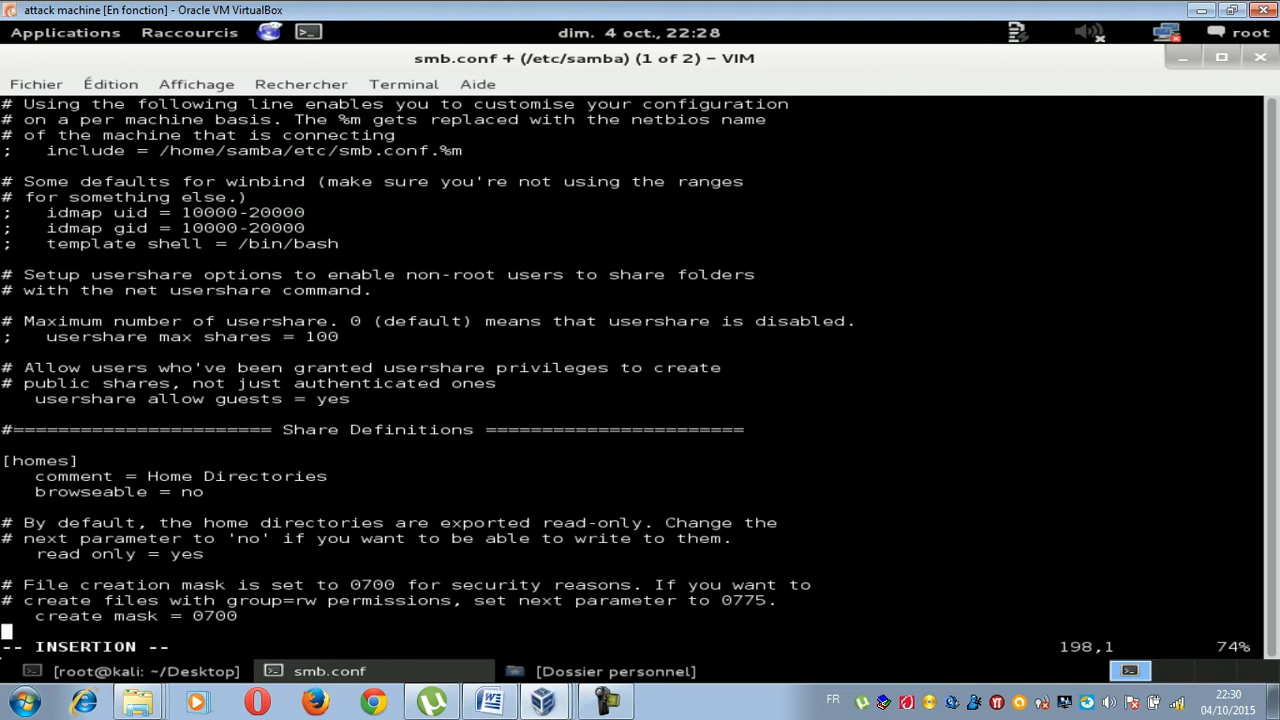 attack machine [En fonction] - Oracle VM VirtualBox
Applications Raccourcis dim. 4 oct., 22:28 root
smb.conf + (/etc/samba) (1 of 2) – VIM
Fichier Édition Affichage Rechercher Terminal Aide
# Using the following line enables you to customise your configuration
# on a per machine basis. The %m gets replaced with the netbios name
# of the machine that is connecting
;   include = /home/samba/etc/smb.conf.%m
# Some defaults for winbind (make sure you're not using the ranges
# for something else.)
;   idmap uid = 10000-20000
;   idmap gid = 10000-20000
;   template shell = /bin/bash
# Setup usershare options to enable non-root users to share folders
# with the net usershare command.
# Maximum number of usershare. 0 (default) means that usershare is disabled.
;   usershare max shares = 100
# Allow users who've been granted usershare privileges to create
# public shares, not just authenticated ones
   usershare allow guests = yes
#======================= Share Definitions =======================
[homes]
   comment = Home Directories
   browseable = no
# By default, the home directories are exported read-only. Change the
# next parameter to 'no' if you want to be able to write to them.
   read only = yes
# File creation mask is set to 0700 for security reasons. If you want to
# create files with group=rw permissions, set next parameter to 0775.
   create mask = 0700
-- INSERTION -- 198,1 74%
[root@kali: ~/Desktop] smb.conf [Dossier personnel]
FR 22:30
04/10/2015